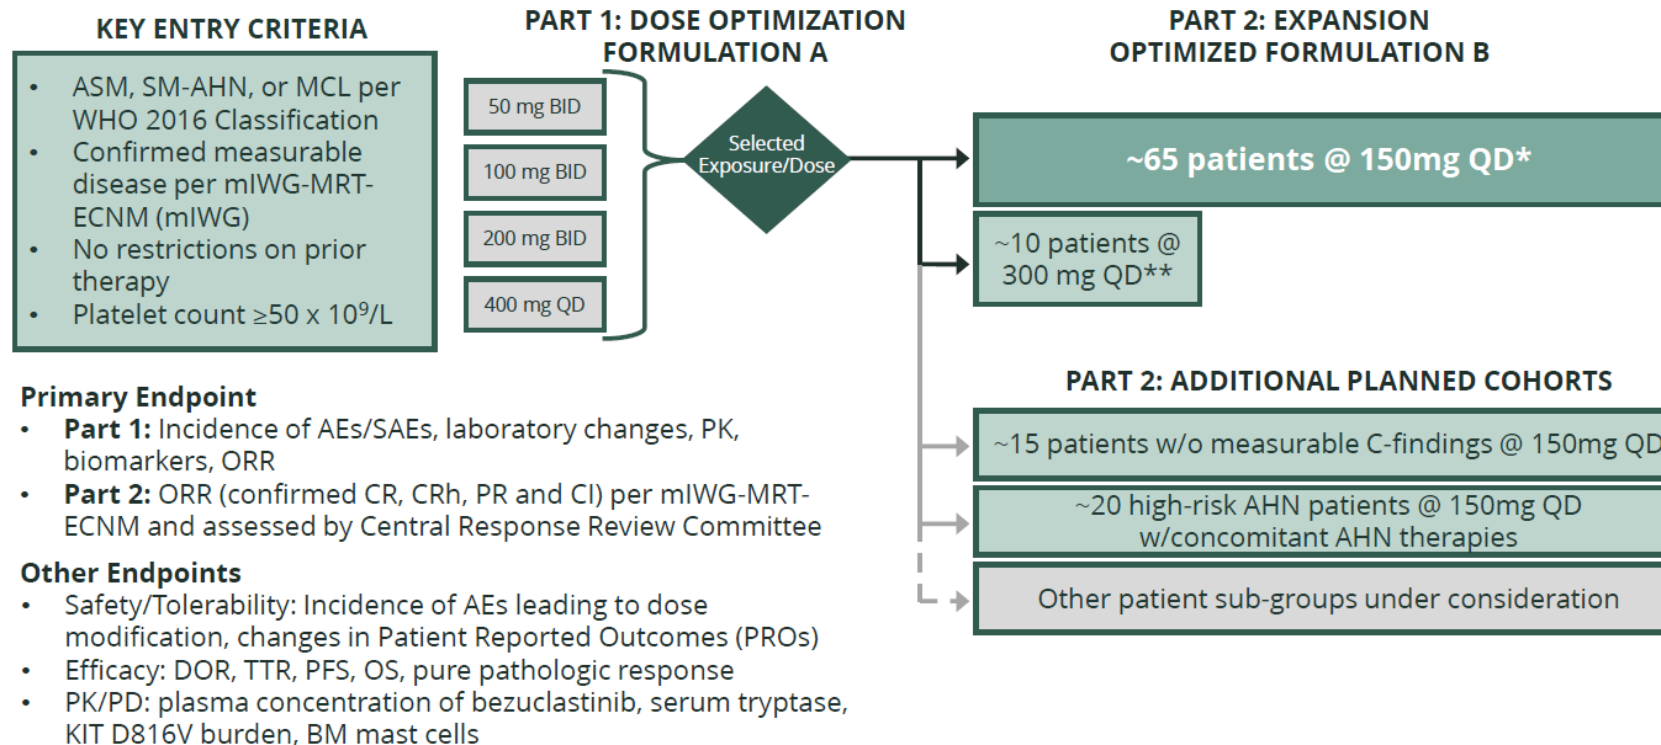 KEY ENTRY CRITERIA
• ASM, SM-AHN, or MCL per
WHO 2016 Classification
• Confirmed measurable
disease per mIWG-MRT-
ECNM (mIWG)
• No restrictions on prior
therapy
• Platelet count ≥50 x 10⁹/L
PART 1: DOSE OPTIMIZATION
FORMULATION A
50 mg BID
100 mg BID
200 mg BID
400 mg QD
Selected
Exposure/Dose
PART 2: EXPANSION
OPTIMIZED FORMULATION B
~65 patients @ 150mg QD*
~10 patients @
300 mg QD**
PART 2: ADDITIONAL PLANNED COHORTS
~15 patients w/o measurable C-findings @ 150mg QD
~20 high-risk AHN patients @ 150mg QD
w/concomitant AHN therapies
Other patient sub-groups under consideration
Primary Endpoint
• Part 1: Incidence of AEs/SAEs, laboratory changes, PK,
biomarkers, ORR
• Part 2: ORR (confirmed CR, CRh, PR and CI) per mIWG-MRT-
ECNM and assessed by Central Response Review Committee
Other Endpoints
• Safety/Tolerability: Incidence of AEs leading to dose
modification, changes in Patient Reported Outcomes (PROs)
• Efficacy: DOR, TTR, PFS, OS, pure pathologic response
• PK/PD: plasma concentration of bezuclastinib, serum tryptase,
KIT D816V burden, BM mast cells